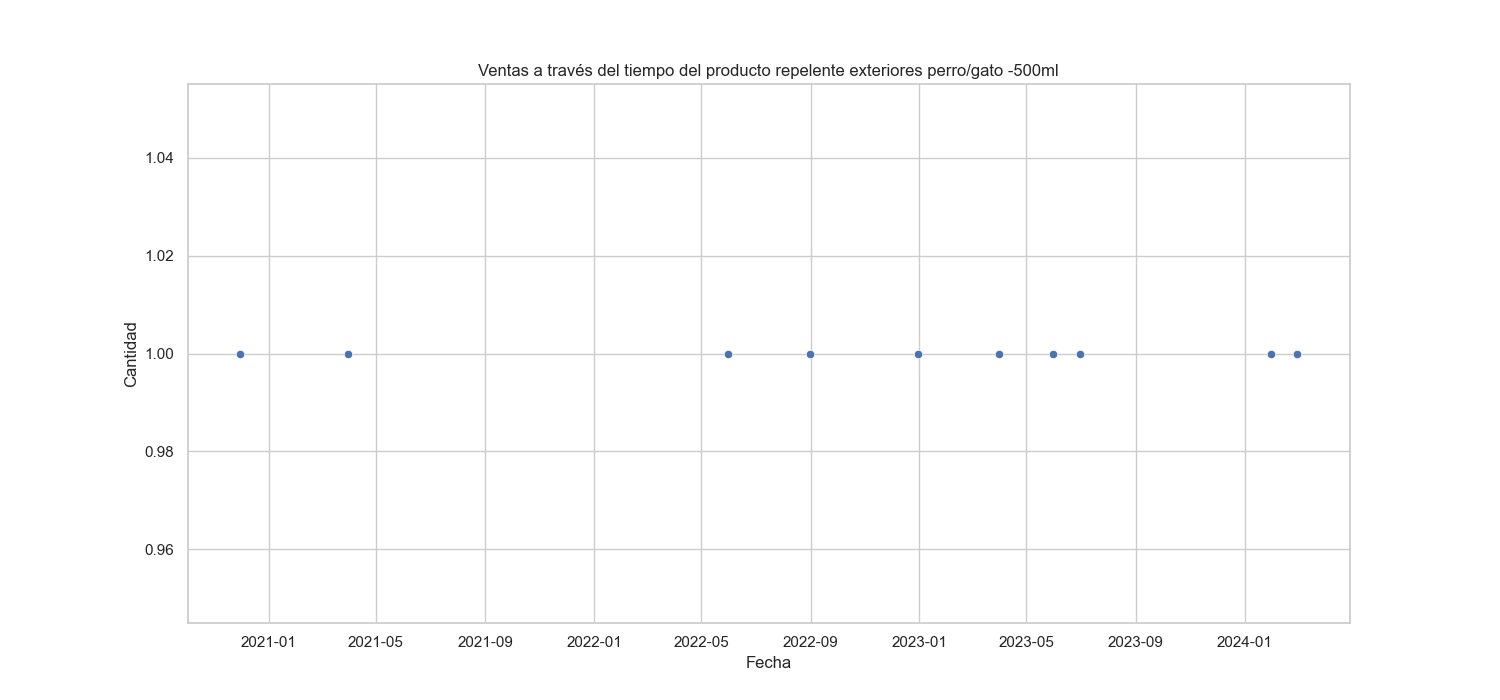 Ventas a través del tiempo del producto repelente exteriores perro/gato -500ml
1.04
1.02
1.00
0.98
0.96
Cantidad
2021-01 2021-05 2021-09 2022-01 2022-05 2022-09 2023-01 2023-05 2023-09 2024-01
Fecha